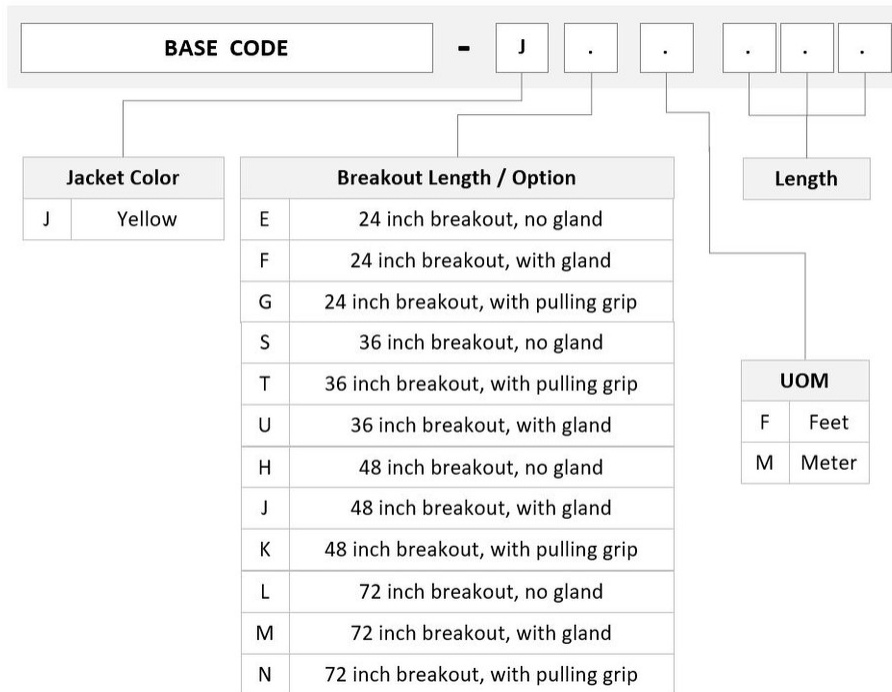 BASE CODE - J . . . . .
Jacket Color
J Yellow
Breakout Length / Option
E 24 inch breakout, no gland
F 24 inch breakout, with gland
G 24 inch breakout, with pulling grip
S 36 inch breakout, no gland
T 36 inch breakout, with pulling grip
U 36 inch breakout, with gland
H 48 inch breakout, no gland
J 48 inch breakout, with gland
K 48 inch breakout, with pulling grip
L 72 inch breakout, no gland
M 72 inch breakout, with gland
N 72 inch breakout, with pulling grip
Length
UOM
F Feet
M Meter